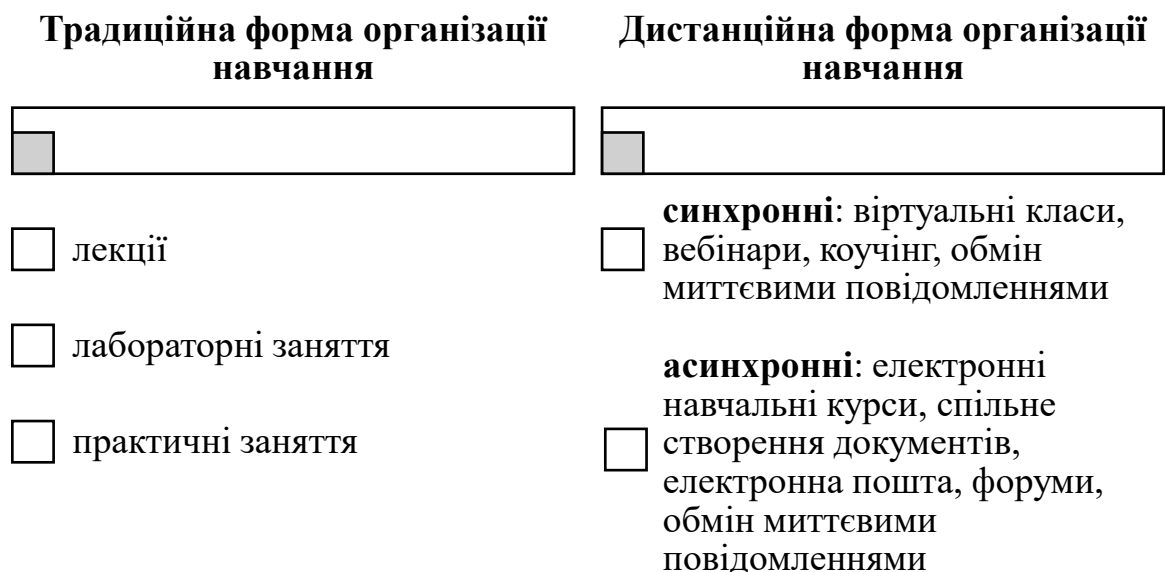 Традиційна форма організації
навчання
лекції
лабораторні заняття
практичні заняття
Дистанційна форма організації
навчання
синхронні: віртуальні класи,
вебінари, коучінг, обмін
миттєвими повідомленнями
асинхронні: електронні
навчальні курси, спільне
створення документів,
електронна пошта, форуми,
обмін миттєвими
повідомленнями